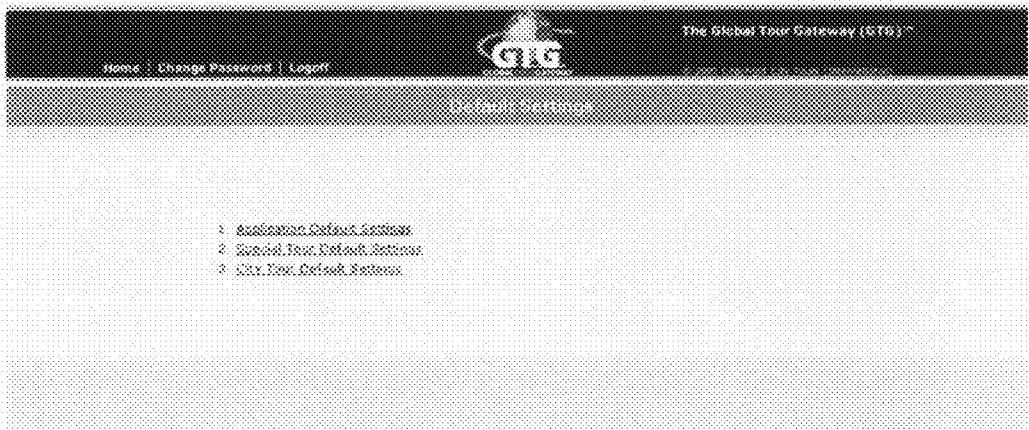 The Global Tour Gateway (GTG)™
GTG
Home | Change Password | Logoff
Default Settings
1. Application Default Settings
2. Special Tour Default Settings
3. City Tour Default Settings